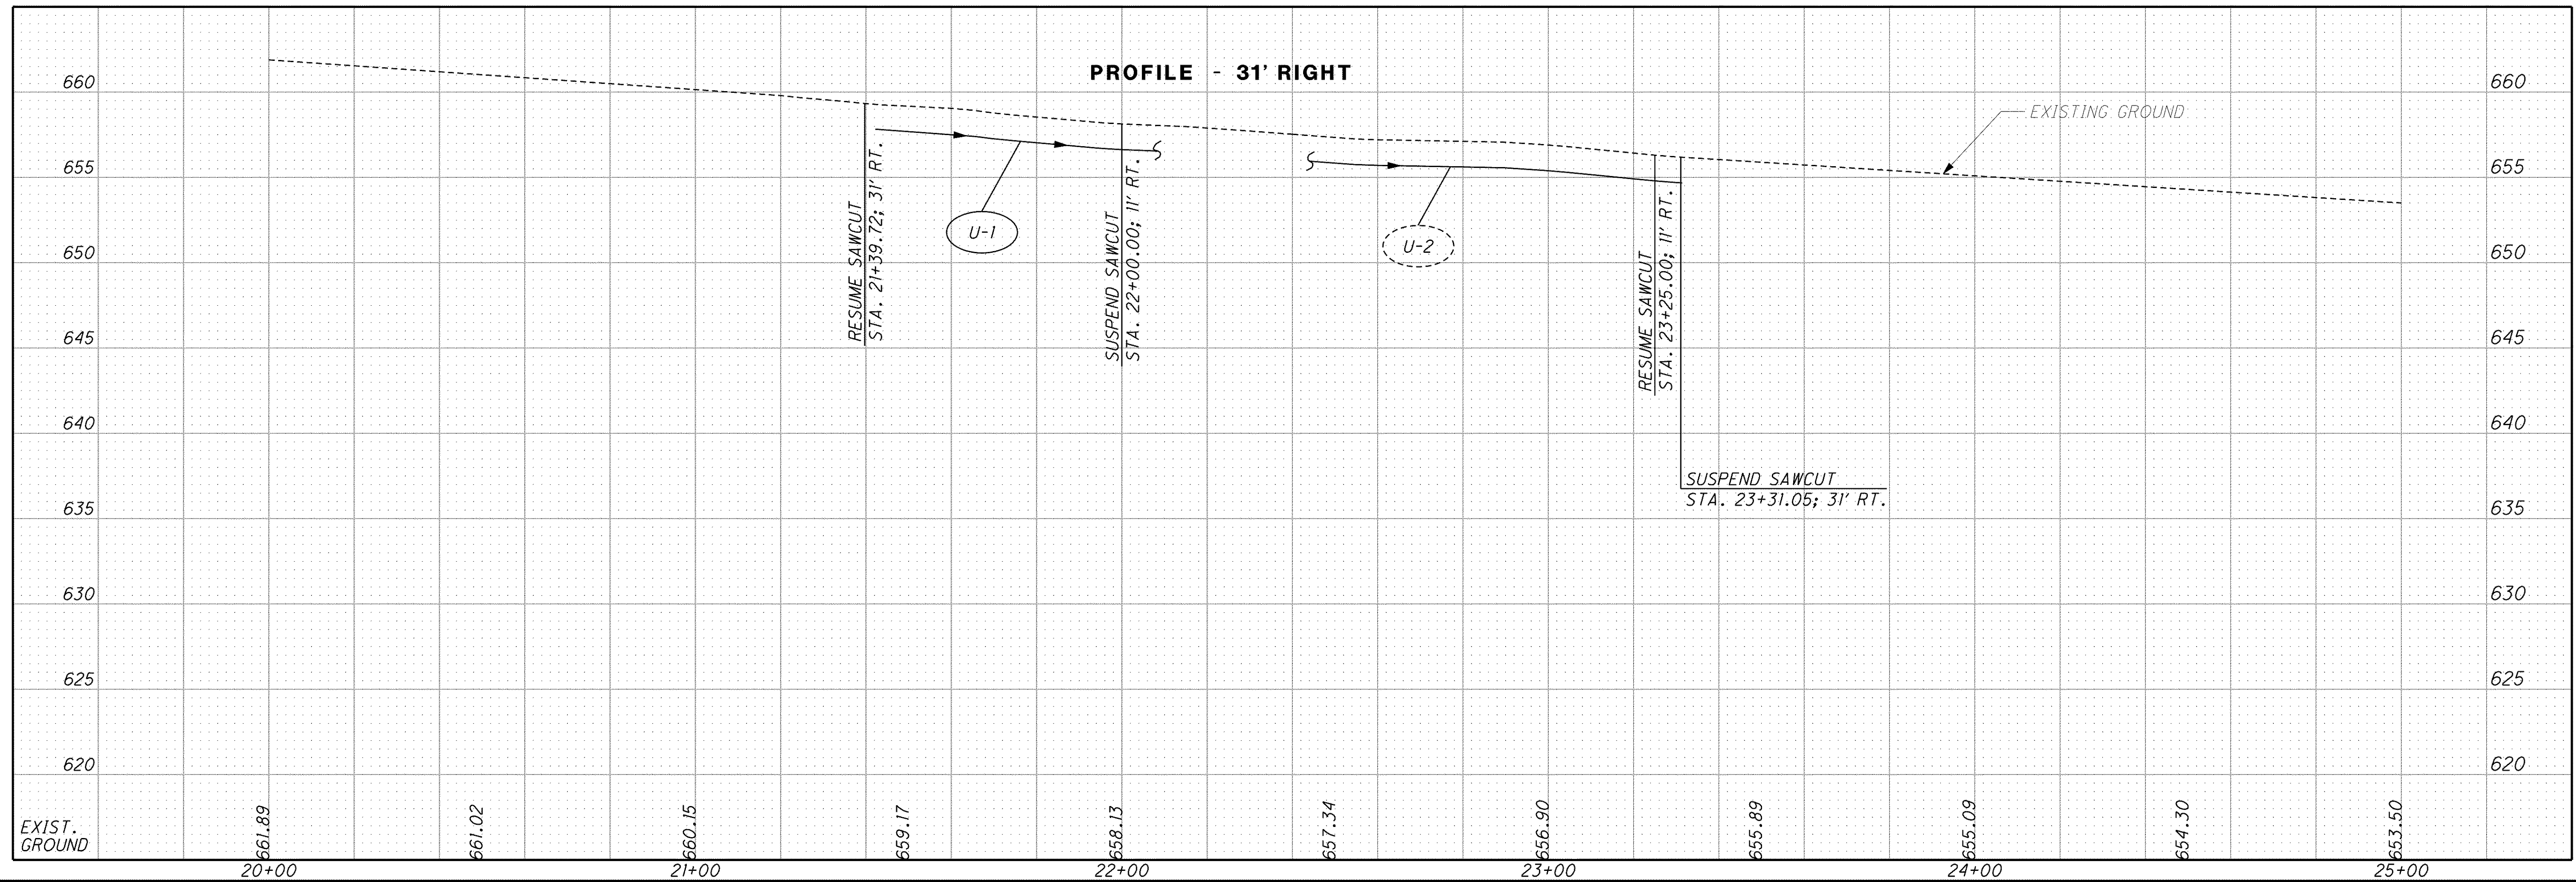 PROFILE - 31' RIGHT
660
660
EXISTING GROUND
655
655
RESUME SAWCUT
STA. 21+39.72; 31' RT.
SUSPEND SAWCUT
STA. 22+00.00; 11' RT.
U-1
U-2
RESUME SAWCUT
STA. 23+25.00; 11' RT.
650
650
645
645
640
640
SUSPEND SAWCUT
STA. 23+31.05; 31' RT.
635
635
630
630
625
625
620
620
EXIST.
GROUND
661.89
661.02
660.15
659.17
658.13
657.34
656.90
655.89
655.09
654.30
653.50
20+00
21+00
22+00
23+00
24+00
25+00